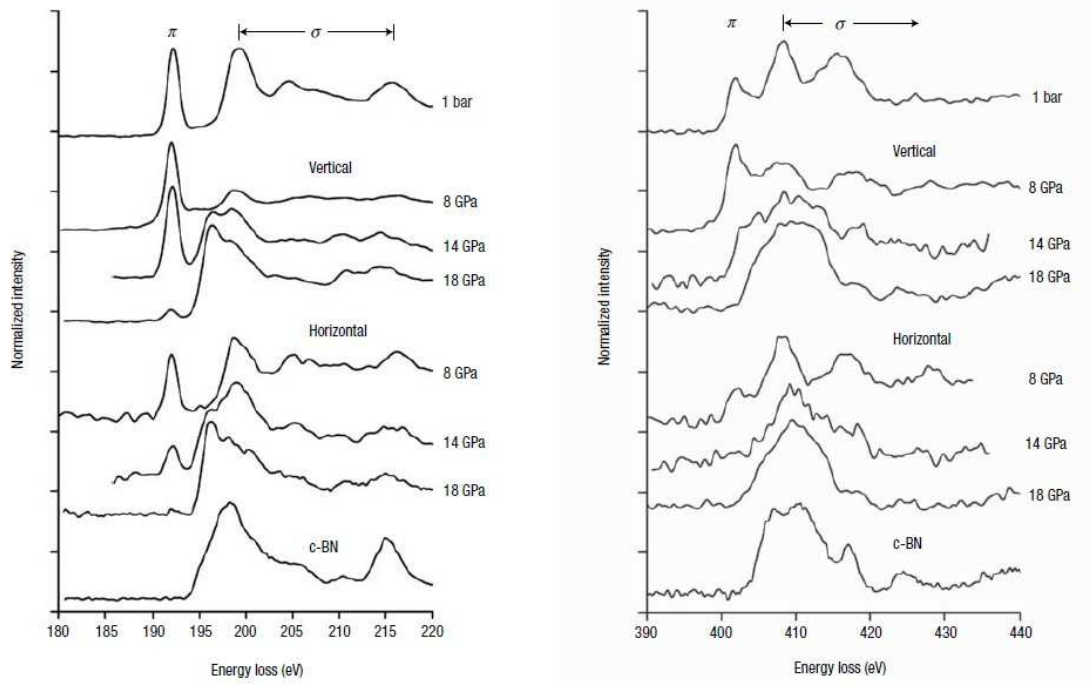 π
σ
1 bar
Vertical
8 GPa
14 GPa
18 GPa
Horizontal
8 GPa
14 GPa
18 GPa
c-BN
Normalized intensity
180 185 190 195 200 205 210 215 220
Energy loss (eV)
π
σ
1 bar
Vertical
8 GPa
14 GPa
18 GPa
Horizontal
8 GPa
14 GPa
18 GPa
c-BN
Normalized intensity
390 400 410 420 430 440
Energy loss (eV)